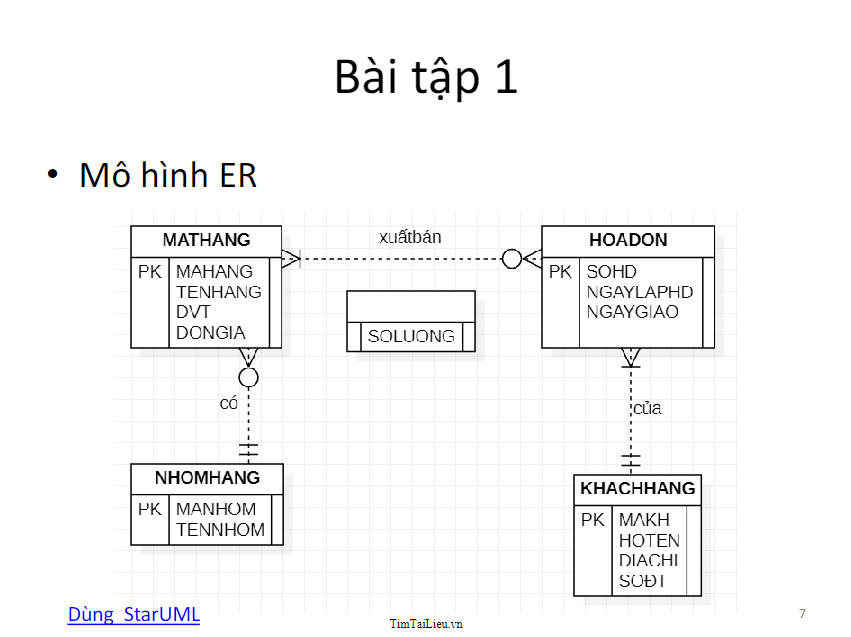 Bài tập 1
• Mô hình ER
MATHANG
PK MAHANG
TENHANG
DVT
DONGIA
xuấtbán
HOADON
PK SOHD
NGAYLAPHD
NGAYGIAO
SOLUONG
có
của
NHOMHANG
PK MANHOM
TENNHOM
KHACHHANG
PK MAKH
HOTEN
DIACHI
SOĐT
Dùng StarUML
TimTaiLieu.vn
7